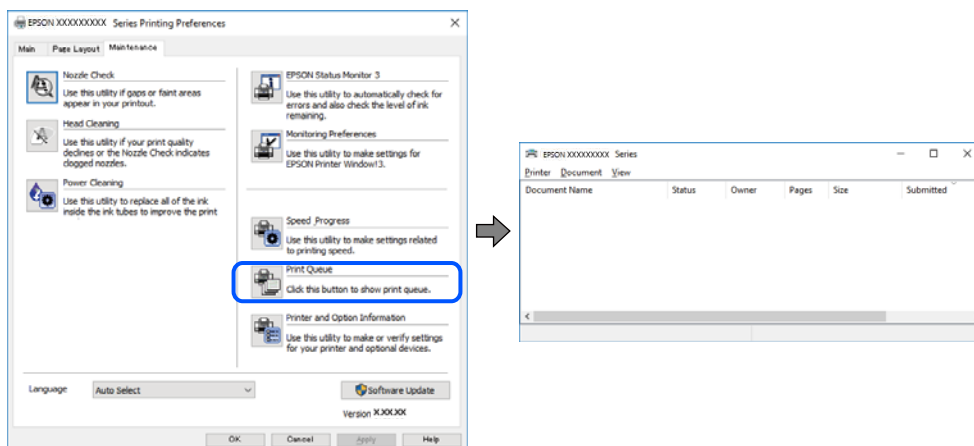 EPSON XXXXXXXXX Series Printing Preferences
Main Page Layout Maintenance
Nozzle Check
Use this utility if gaps or faint areas
appear in your printout.
Head Cleaning
Use this utility if your print quality
declines or the Nozzle Check indicates
clogged nozzles.
Power Cleaning
Use this utility to replace all of the ink
inside the ink tubes to improve the print
EPSON Status Monitor 3
Use this utility to automatically check for
errors and also check the level of ink
remaining.
Monitoring Preferences
Use this utility to make settings for
EPSON Printer Window!3.
Speed Progress
Use this utility to make settings related
to printing speed.
Print Queue
Click this button to show print queue.
Printer and Option Information
Use this utility to make or verify settings
for your printer and optional devices.
Language Auto Select
Software Update
Version X.XX.XX
OK Cancel Apply Help
EPSON XXXXXXXXX Series
Printer Document View
Document Name Status Owner Pages Size Submitted